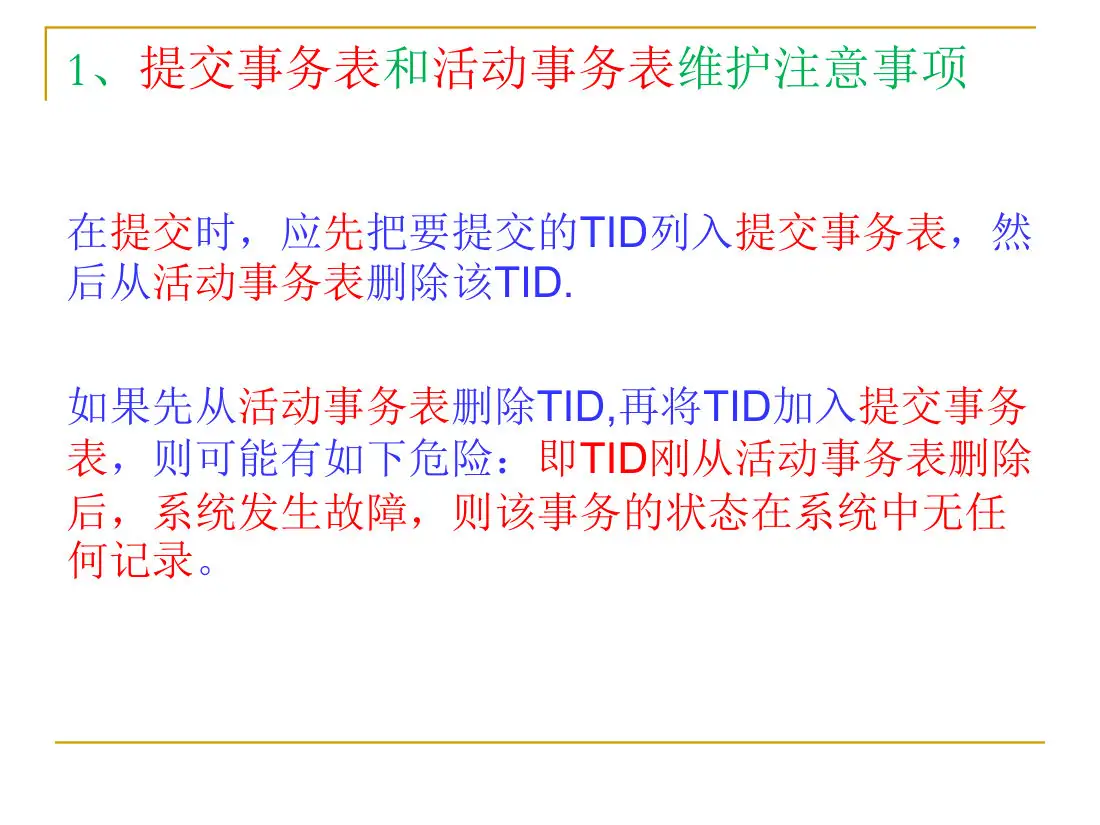 1、提交事务表和活动事务表维护注意事项
在提交时，应先把要提交的TID列入提交事务表，然
后从活动事务表删除该TID.
如果先从活动事务表删除TID,再将TID加入提交事务
表，则可能有如下危险：即TID刚从活动事务表删除
后，系统发生故障，则该事务的状态在系统中无任
何记录。